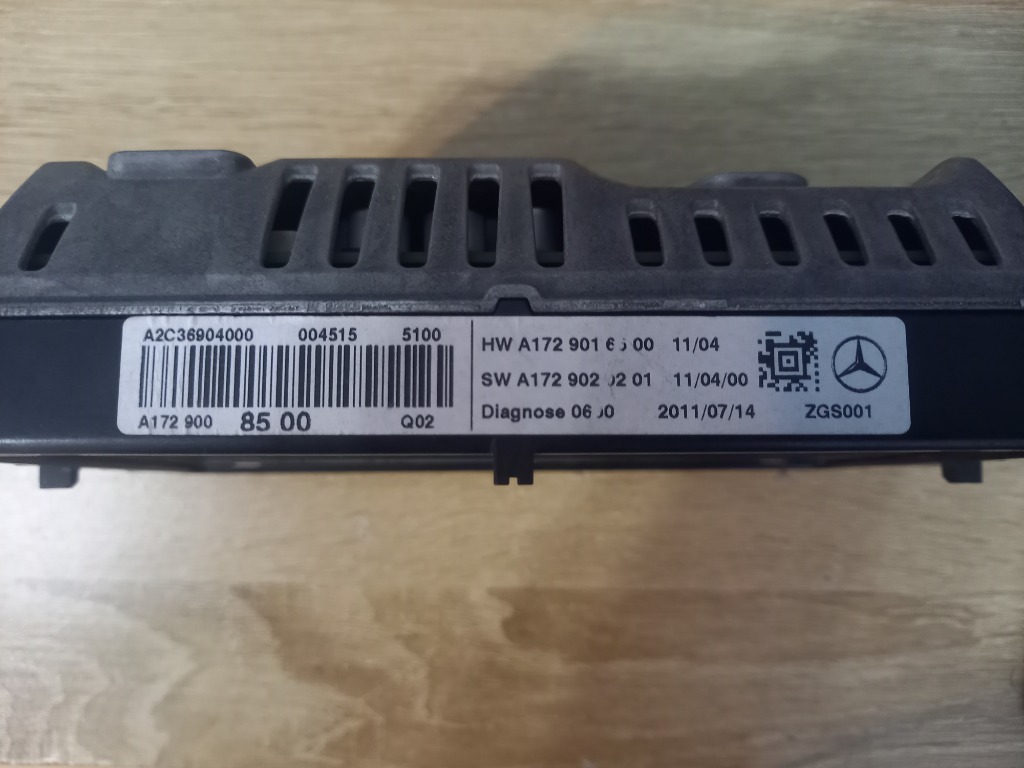 A2C36904000 004515 5100
A172 900 85 00 Q02
HW A172 901 00 11/04
SW A172 902 01 11/04/00
Diagnose 2011/07/14 ZGS001